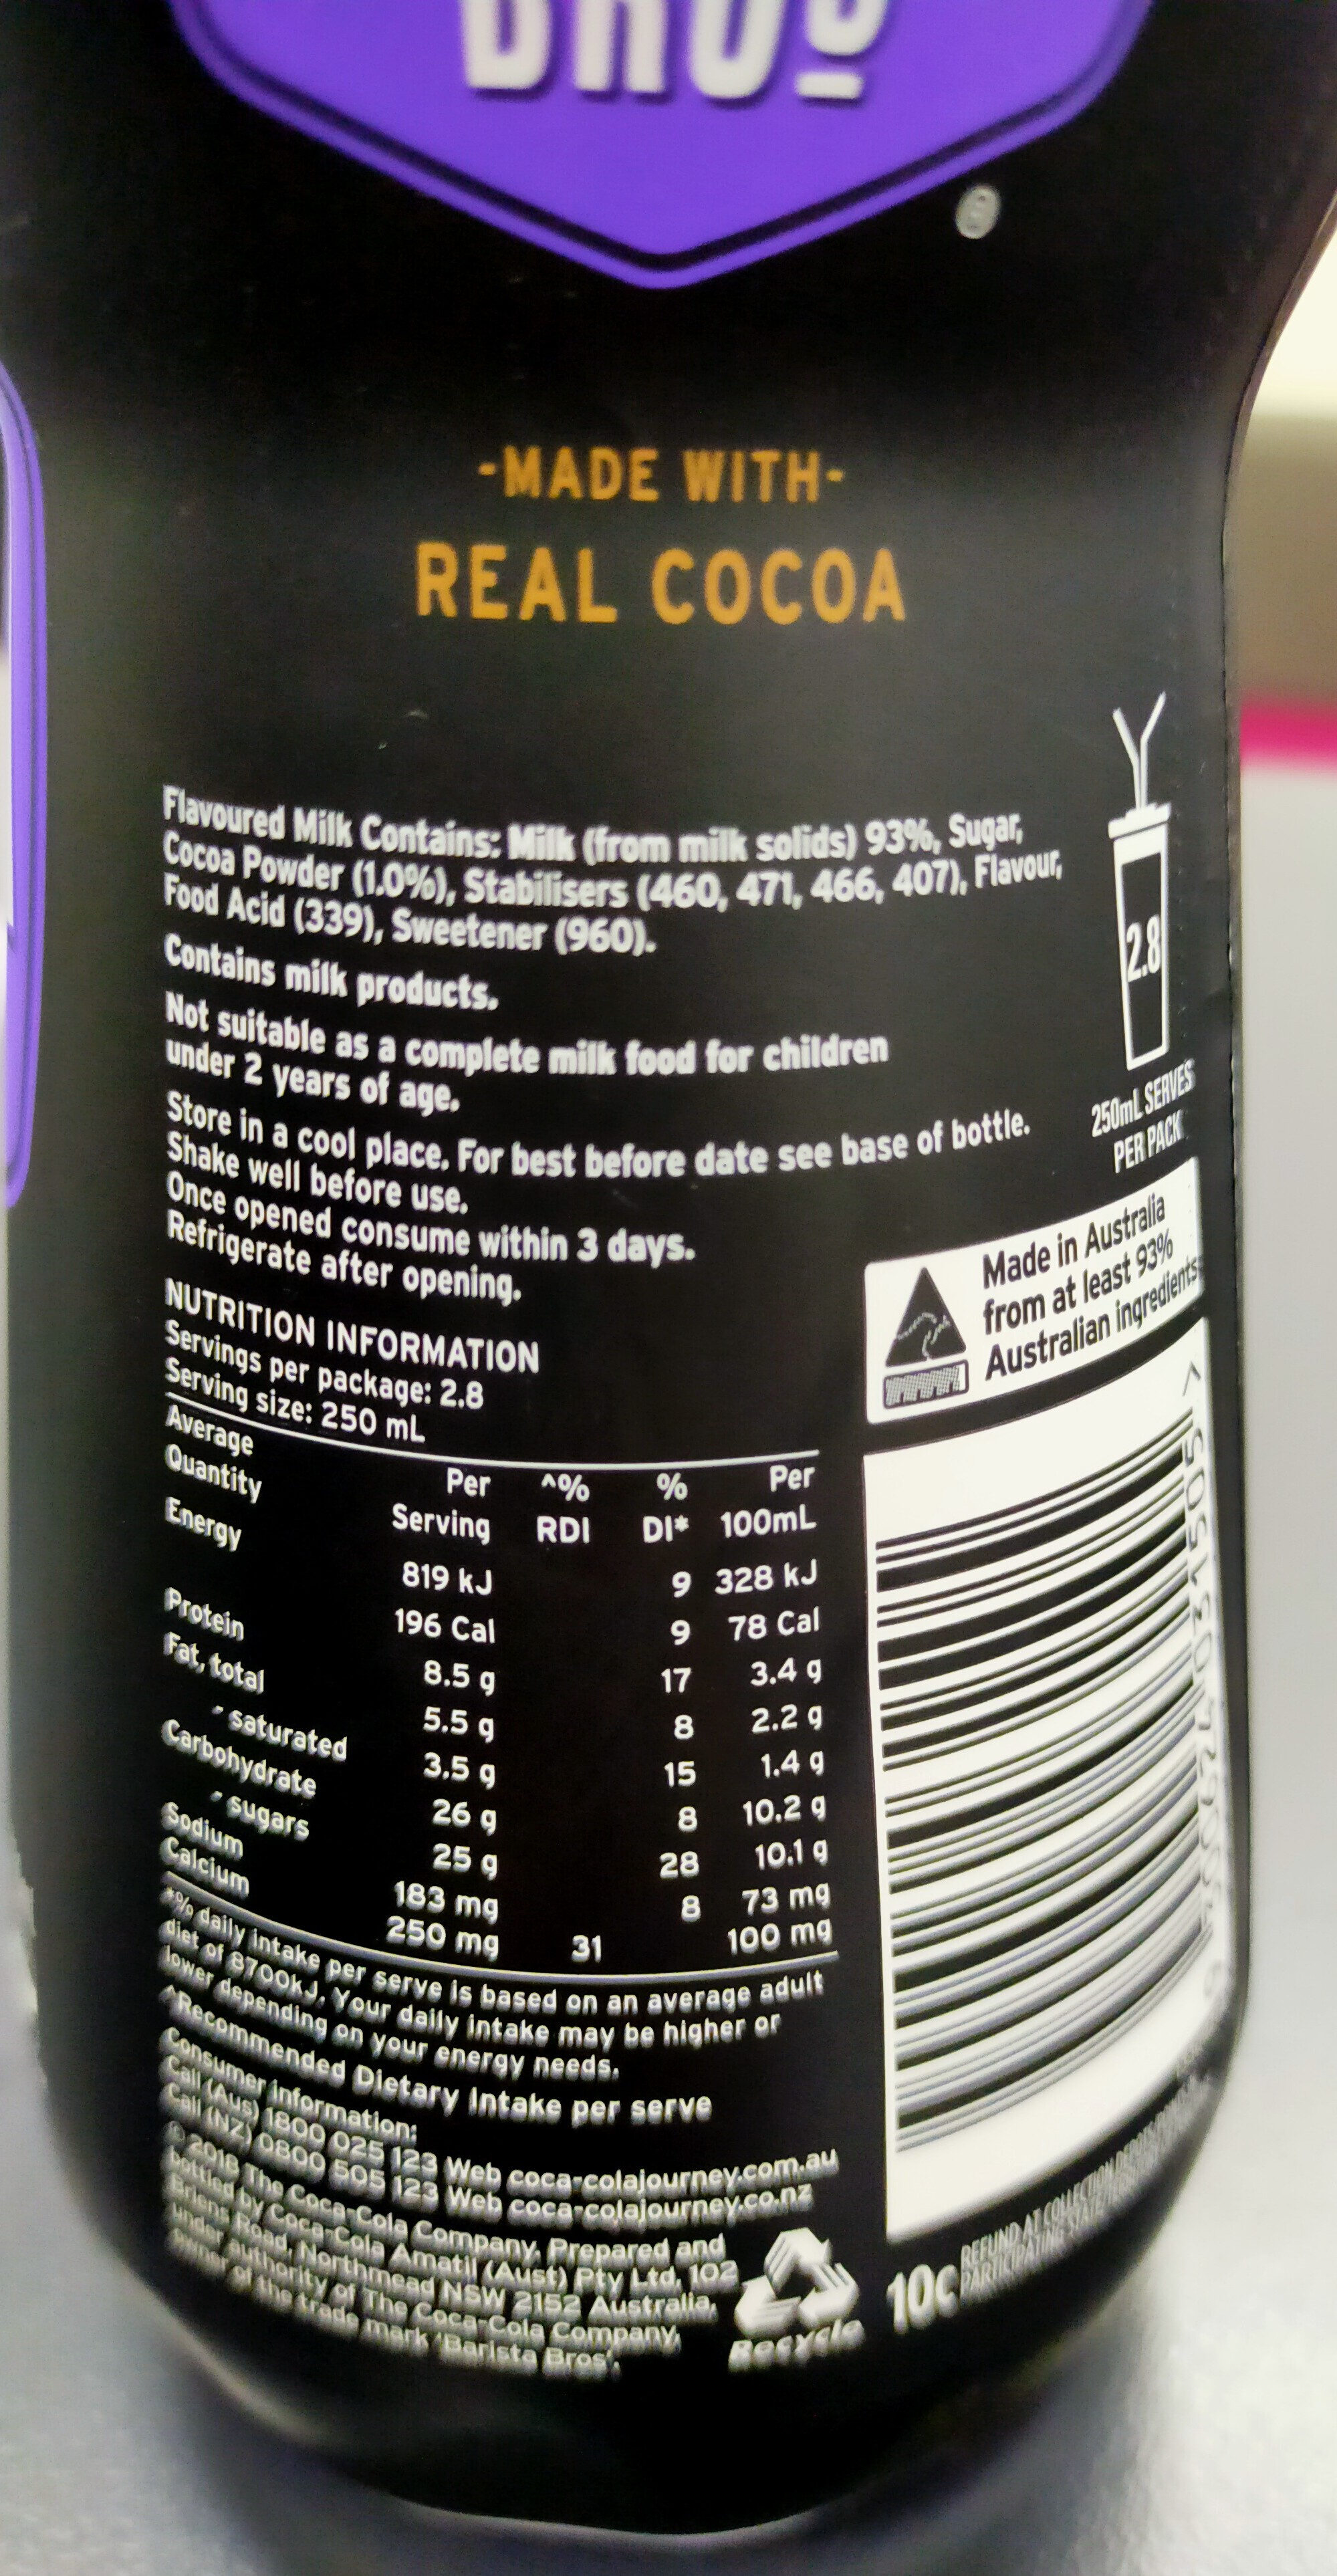 BROS
®
-MADE WITH-
REAL COCOA
Flavoured Milk Contains: Milk (from milk solids) 93%, Sugar,
Cocoa Powder (1.0%), Stabilisers (460, 471, 466, 407), Flavour,
Food Acid (339), Sweetener (960).
Contains milk products.
Not suitable as a complete milk food for children
under 2 years of age.
Store in a cool place. For best before date see base of bottle.
Shake well before use.
Once opened consume within 3 days.
Refrigerate after opening.
2.8
250mL SERVES
PER PACK
Made in Australia
from at least 93%
Australian ingredients
NUTRITION INFORMATION
Servings per package: 2.8
Serving size: 250 mL
Average Quantity Per Serving ^% RDI % DI* Per 100mL
Energy 819 kJ 9 328 kJ
196 Cal 9 78 Cal
Protein 8.5 g 17 3.4 g
Fat, total 5.5 g 8 2.2 g
- saturated 3.5 g 15 1.4 g
Carbohydrate 26 g 8 10.2 g
- sugars 25 g 28 10.1 g
Sodium 183 mg 8 73 mg
Calcium 250 mg 31 100 mg
*% daily intake per serve is based on an average adult
diet of 8700kJ. Your daily intake may be higher or
lower depending on your energy needs.
^Recommended Dietary Intake per serve
Consumer information:
Call (Aus) 1800 025 123 Web coca-colajourney.com.au
Call (NZ) 0800 505 123 Web coca-colajourney.co.nz
© 2018 The Coca-Cola Company. Prepared and
bottled by Coca-Cola Amatil (Aust) Pty Ltd, 102
Briens Road, Northmead NSW 2152 Australia,
under authority of The Coca-Cola Company,
owner of the trade mark 'Barista Bros'.
Recycle
10c REFUND AT COLLECTION DEPOTS
PARTICIPATING STATE